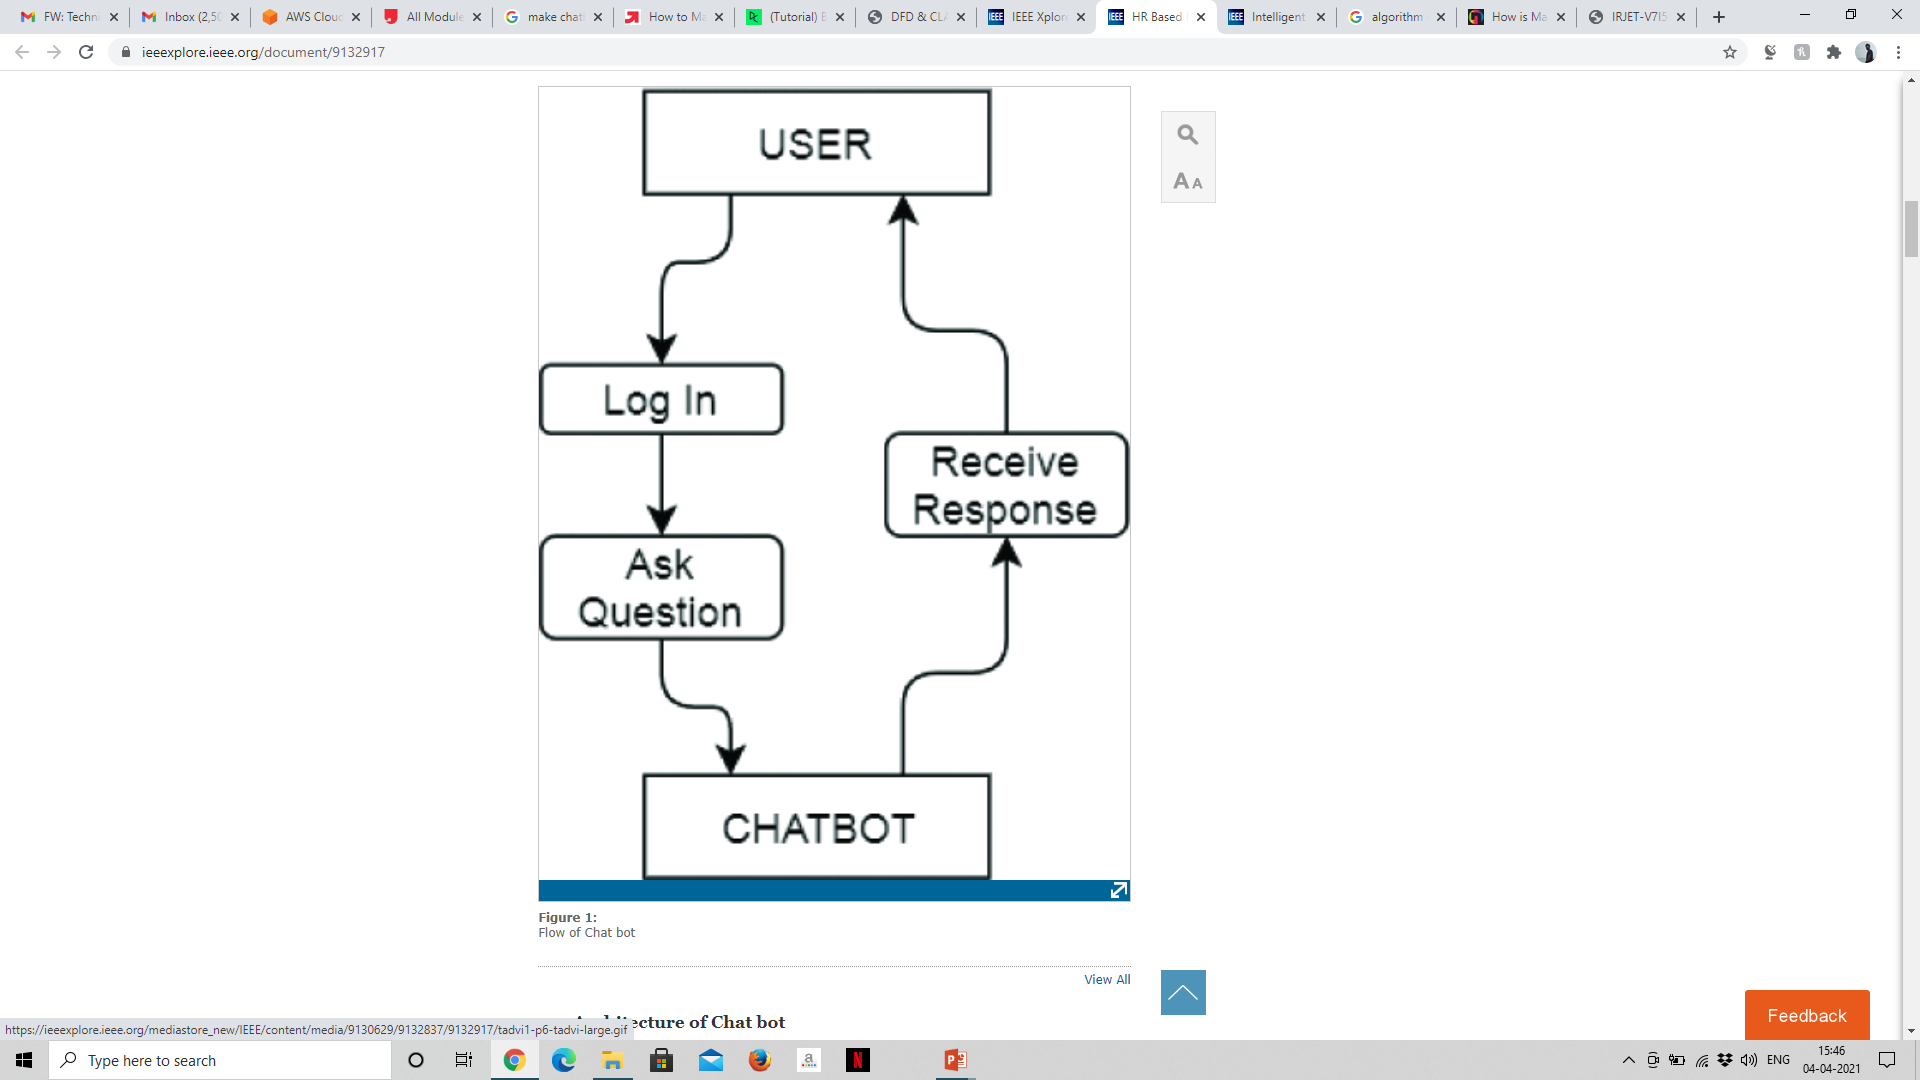 FW: Techni
Inbox (2,50
AWS Clouc
All Module
make chatl
How to Ma
(Tutorial) B
DFD & CLA
IEEE Xplor
HR Based
Intelligent
algorithm
How is Ma
IRJET-V7I5
ieeexplore.ieee.org/document/9132917
USER
AA
Log In
Receive
Response
Ask
Question
CHATBOT
Figure 1:
Flow of Chat bot
View All
ecture of Chat bot
Feedback
https://ieeexplore.ieee.org/mediastore_new/IEEE/content/media/9130629/9132837/9132917/tadvi1-p6-tadvi-large.gif
Type here to search
ENG
15:46
04-04-2021